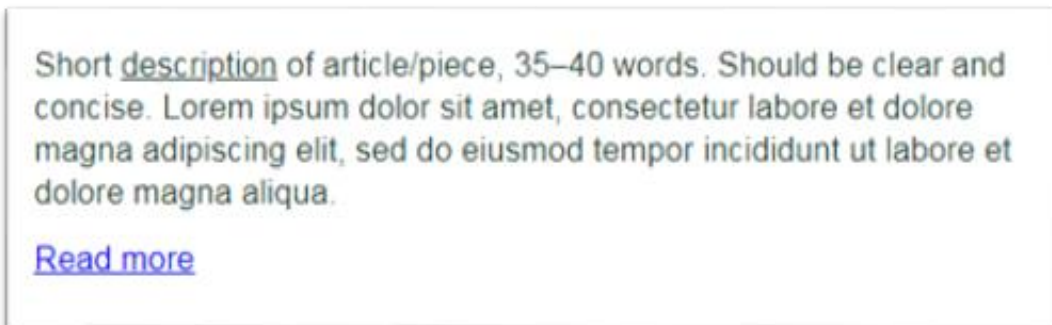 Short description of article/piece, 35–40 words. Should be clear and
concise. Lorem ipsum dolor sit amet, consectetur labore et dolore
magna adipiscing elit, sed do eiusmod tempor incididunt ut labore et
dolore magna aliqua.
Read more